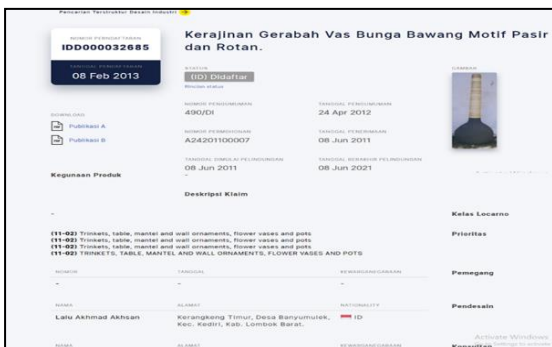 Pencarian Terstruktur Desain Industri
NOMOR PENDAFTARAN
IDD000032685
TANGGAL PENDAFTARAN
08 Feb 2013
Kerajinan Gerabah Vas Bunga Bawang Motif Pasir
dan Rotan.
STATUS
(ID) Didaftar
Rincian status
GAMBAR
NOMOR PENGUMUMAN
490/DI
TANGGAL PENGUMUMAN
24 Apr 2012
DOWNLOAD
Publikasi A
Publikasi B
NOMOR PERMOHONAN
A24201100007
TANGGAL PENERIMAAN
08 Jun 2011
TANGGAL DIMULAI PELINDUNGAN
08 Jun 2011
TANGGAL BERAKHIR PELINDUNGAN
08 Jun 2021
Kegunaan Produk
-
Deskripsi Klaim
-
Kelas Locarno
(11-02) Trinkets, table, mantel and wall ornaments, flower vases and pots
(11-02) Trinkets, table, mantel and wall ornaments, flower vases and pots
(11-02) Trinkets, table, mantel and wall ornaments, flower vases and pots
(11-02) TRINKETS, TABLE, MANTEL AND WALL ORNAMENTS, FLOWER VASES AND POTS
Prioritas
NOMOR
TANGGAL
KEWARGANEGARAAN
-
-
-
Pemegang
NAMA
ALAMAT
NATIONALITY
Pendesain
Lalu Akhmad Akhsan
Kerangkong Timur, Desa Banyumulek,
Kec. Kediri, Kab. Lombok Barat.
ID
NAMA
ALAMAT
KEWARGANEGARAAN
Konsultan
Activate Windows